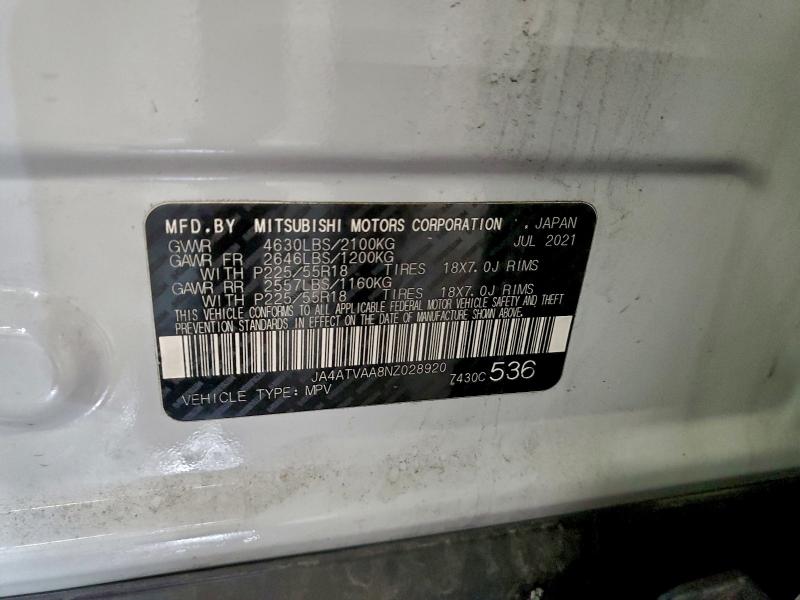 MFD.BY MITSUBISHI MOTORS CORPORATION , JAPAN
GVWR 4630LBS/2100KG JUL 2021
GAWR FR 2646LBS/1200KG
WITH P225/55R18 TIRES 18X7.0J RIMS
GAWR RR 2557LBS/1160KG
WITH P225/55R18 TIRES 18X7.0J RIMS
THIS VEHICLE CONFORMS TO ALL APPLICABLE FEDERAL MOTOR VEHICLE SAFETY AND THEFT
PREVENTION STANDARDS IN EFFECT ON THE DATE OF MANUFACTURE SHOWN ABOVE.
JA4ATVAA8NZ028920
VEHICLE TYPE: MPV 7430C 536